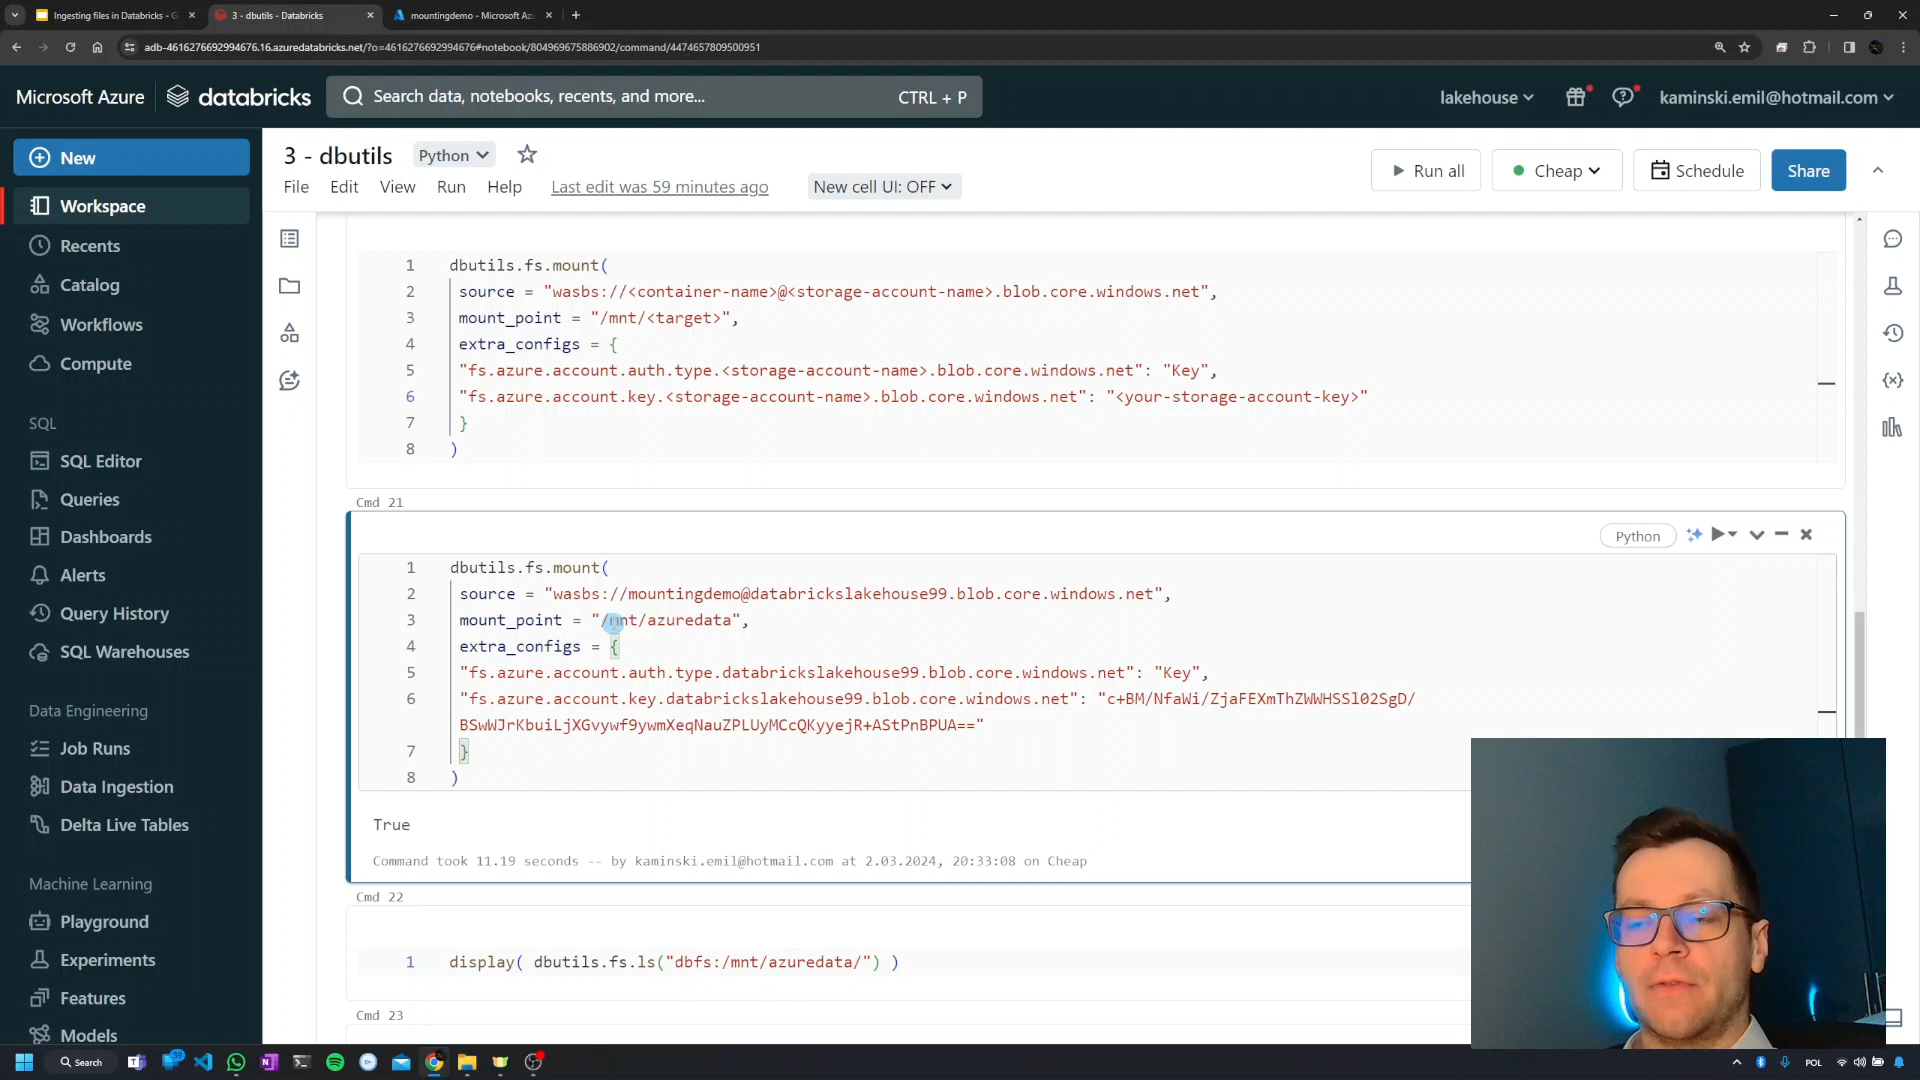 Ingesting files in Databricks - G
3 - dbutils - Databricks
mountingdemo - Microsoft Az
adb-4616276692994676.16.azuredatabricks.net/?o=4616276692994676#notebook/804969675886902/command/4474657809500951
Microsoft Azure
databricks
Search data, notebooks, recents, and more...
CTRL + P
lakehouse
kaminski.emil@hotmail.com
New
Workspace
Recents
Catalog
Workflows
Compute
SQL
SQL Editor
Queries
Dashboards
Alerts
Query History
SQL Warehouses
Data Engineering
Job Runs
Data Ingestion
Delta Live Tables
Machine Learning
Playground
Experiments
Features
Models
3 - dbutils
Python
File Edit View Run Help
Last edit was 59 minutes ago
New cell UI: OFF
Run all
Cheap
Schedule
Share
1 dbutils.fs.mount(
2 source = "wasbs://<container-name>@<storage-account-name>.blob.core.windows.net",
3 mount_point = "/mnt/<target>",
4 extra_configs = {
5 "fs.azure.account.auth.type.<storage-account-name>.blob.core.windows.net": "Key",
6 "fs.azure.account.key.<storage-account-name>.blob.core.windows.net": "<your-storage-account-key>"
7 }
8 )
Cmd 21
Python
1 dbutils.fs.mount(
2 source = "wasbs://mountingdemo@databrickslakehouse99.blob.core.windows.net",
3 mount_point = "/mnt/azuredata",
4 extra_configs = {
5 "fs.azure.account.auth.type.databrickslakehouse99.blob.core.windows.net": "Key",
6 "fs.azure.account.key.databrickslakehouse99.blob.core.windows.net": "c+BM/NfaWi/ZjaFEXmThZWWHSSl02SgD/
BSwWJrKbuiLjXGvywf9ywmXeqNauZPLUyMCcQKyyejR+AStPnBPUA=="
7 }
8 )
True
Command took 11.19 seconds -- by kaminski.emil@hotmail.com at 2.03.2024, 20:33:08 on Cheap
Cmd 22
1 display( dbutils.fs.ls("dbfs:/mnt/azuredata/") )
Cmd 23
Search
POL